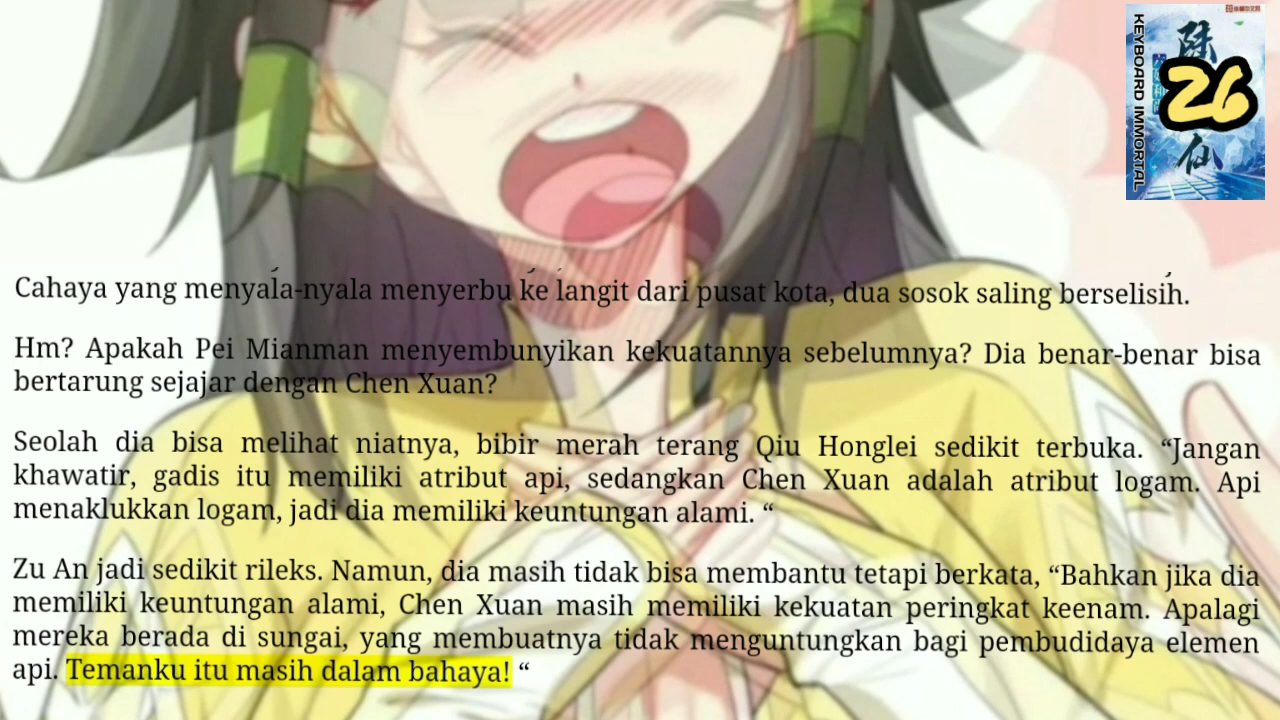 Cahaya yang menyala-nyala menyerbu ke langit dari pusat kota, dua sosok saling berselisih.
Hm? Apakah Pei Mianman menyembunyikan kekuatannya sebelumnya? Dia benar-benar bisa
bertarung sejajar dengan Chen Xuan?
Seolah dia bisa melihat niatnya, bibir merah terang Qiu Honglei sedikit terbuka. “Jangan
khawatir, gadis itu memiliki atribut api, sedangkan Chen Xuan adalah atribut logam. Api
menaklukkan logam, jadi dia memiliki keuntungan alami. “
Zu An jadi sedikit rileks. Namun, dia masih tidak bisa membantu tetapi berkata, “Bahkan jika dia
memiliki keuntungan alami, Chen Xuan masih memiliki kekuatan peringkat keenam. Apalagi
mereka berada di sungai, yang membuatnya tidak menguntungkan bagi pembudidaya elemen
api. Temanku itu masih dalam bahaya! “
KEYBOARD IMMORTAL
陆
26
仙